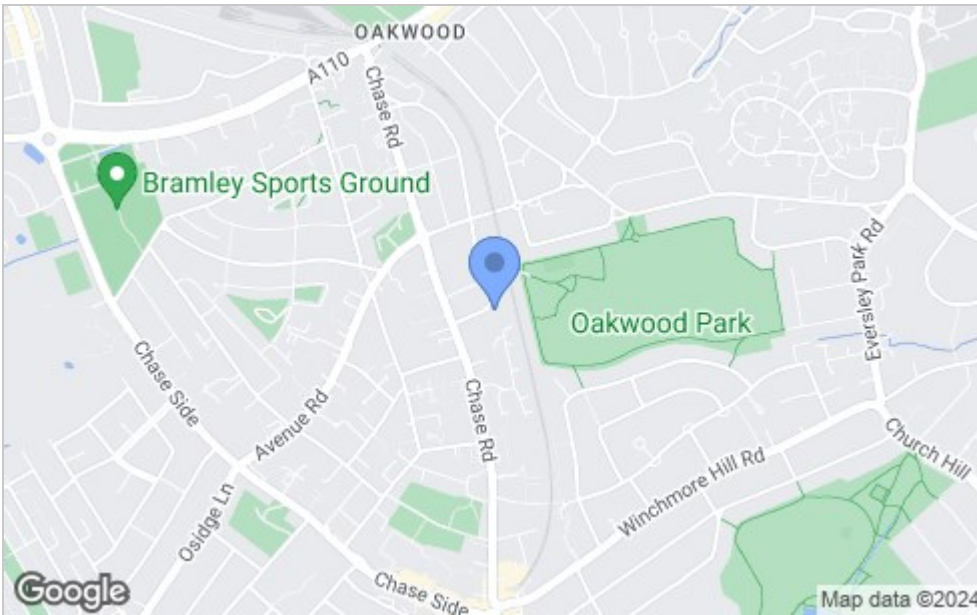 OAKWOOD
A110
Chase Rd
Bramley Sports Ground
Oakwood Park
Eversley Park Rd
Chase Side
Avenue Rd
Chase Rd
Church Hill
Winchmore Hill Rd
Osidge Ln
Chase Side
Google
Map data ©2024